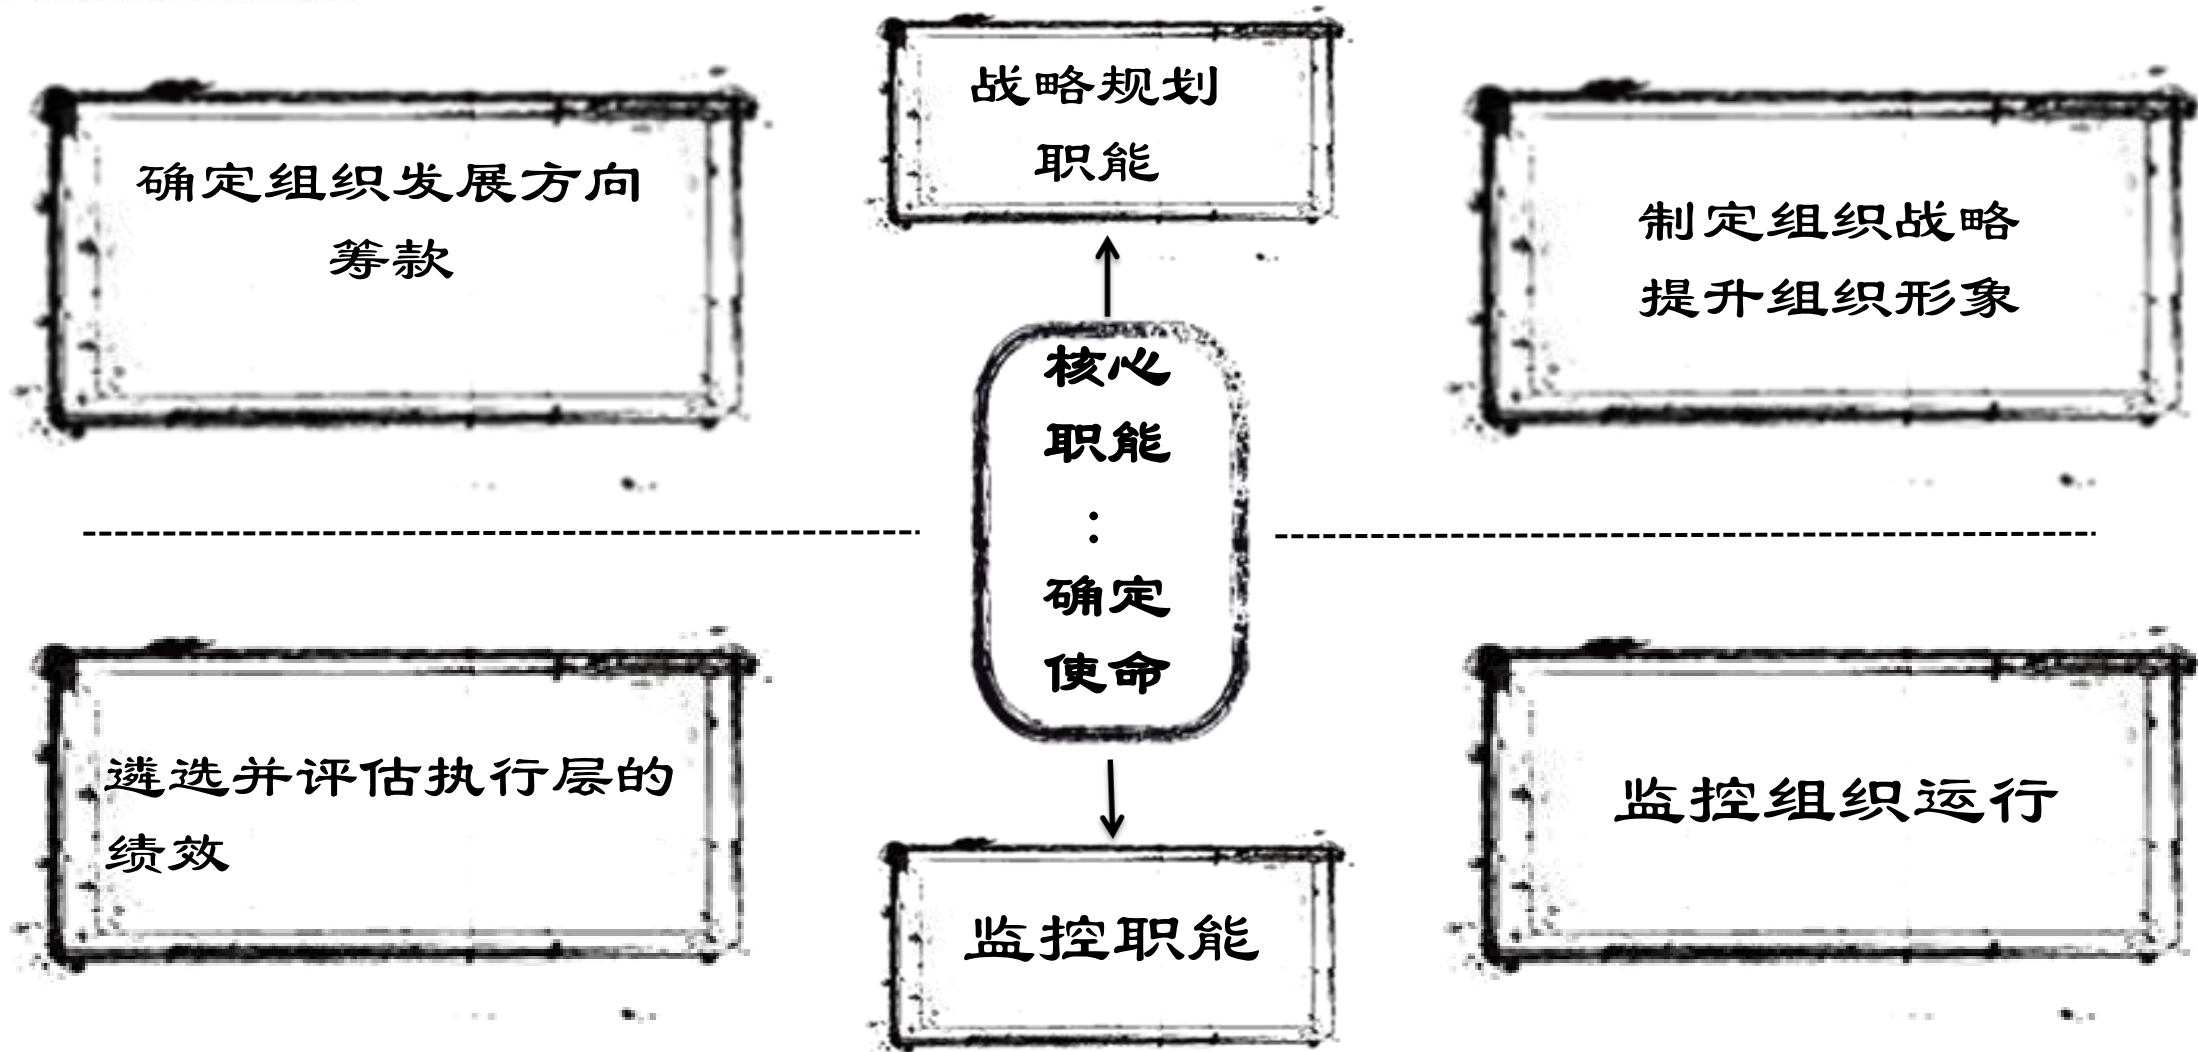 战略规划
职能
确定组织发展方向
筹款
制定组织战略
提升组织形象
核心
职能
：
确定
使命
遴选并评估执行层的
绩效
监控组织运行
监控职能